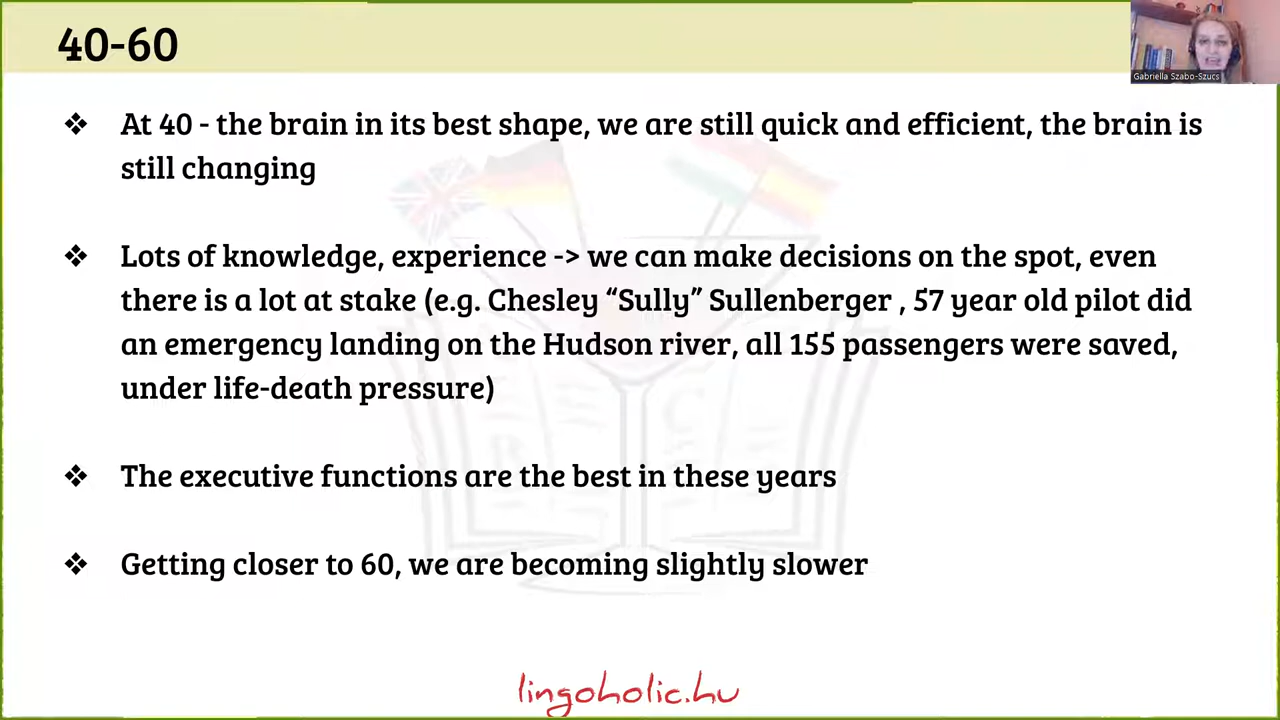 40-60
Gabriella Szabo-Szucs
❖ At 40 - the brain in its best shape, we are still quick and efficient, the brain is
still changing
❖ Lots of knowledge, experience -> we can make decisions on the spot, even
there is a lot at stake (e.g. Chesley “Sully” Sullenberger , 57 year old pilot did
an emergency landing on the Hudson river, all 155 passengers were saved,
under life-death pressure)
❖ The executive functions are the best in these years
❖ Getting closer to 60, we are becoming slightly slower
lingoholic.hu